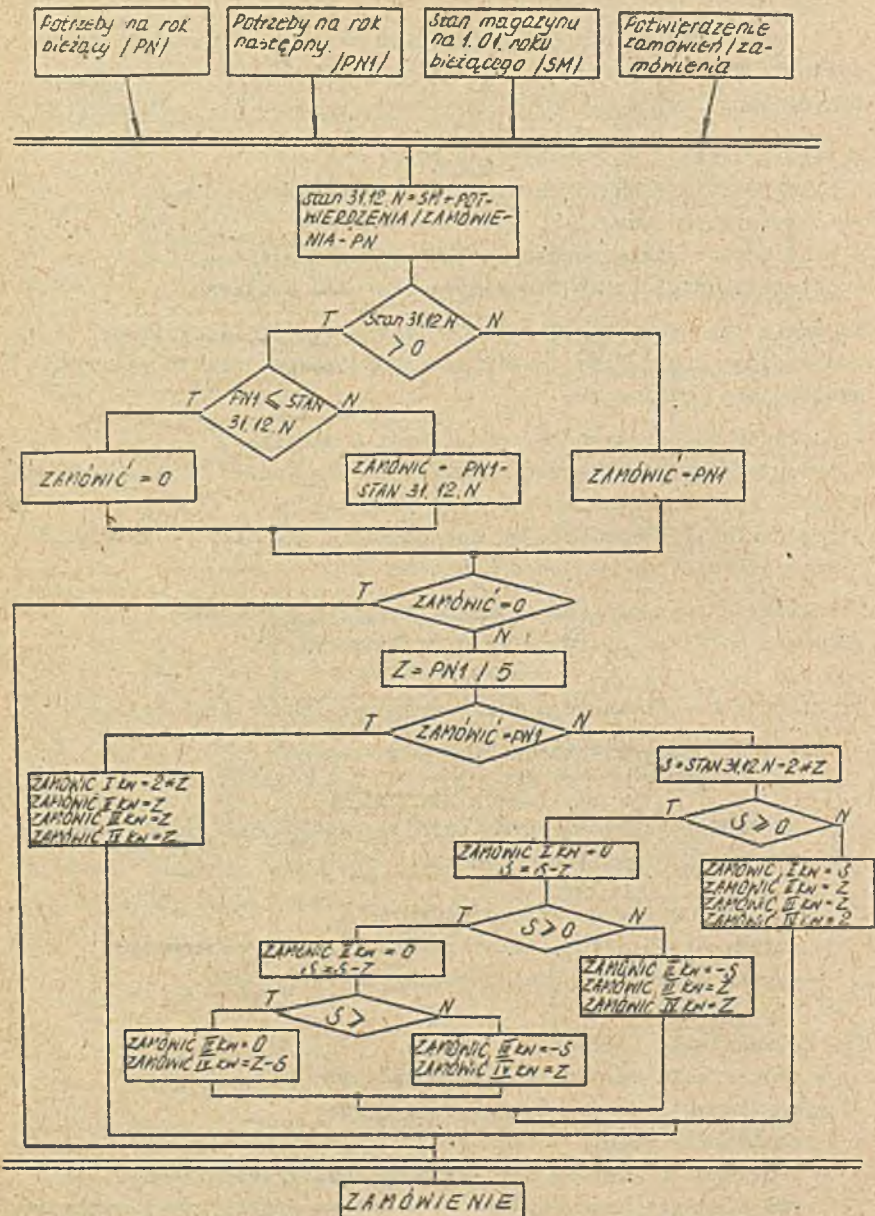 Potrzeby na rok
bieżący /PN/
Potrzeby na rok
następny.
/PN1/
Stan magazynu
na 1.01. roku
bieżącego /SM/
Potwierdzenie
zamówień/za-
mówienia
Stan 31.12.N = SM + POT-
WIERDZENIA / ZAMÓWIE-
NIA - PN
T
Stan 31.12.N
> 0
N
T
PN1 ⩽ STAN
31.12.N
N
ZAMÓWIĆ = 0
ZAMÓWIĆ = PN1-
STAN 31.12.N
ZAMÓWIĆ = PN1
T
ZAMÓWIĆ = 0
N
Z = PN1 / 5
T
ZAMÓWIĆ = PN1
N
ZAMÓWIĆ I KW = 2*Z
ZAMÓWIĆ II KW = Z
ZAMÓWIĆ III KW = Z
ZAMÓWIĆ IV KW = Z
S = STAN 31.12.N - 2*Z
T
S ⩾ 0
N
ZAMÓWIĆ I KW = 0
S = S-Z
ZAMÓWIĆ I KW = S
ZAMÓWIĆ II KW = Z
ZAMÓWIĆ III KW = Z
ZAMÓWIĆ IV KW = Z
T
S ⩾ 0
N
ZAMÓWIĆ II KW = 0
S = S-Z
ZAMÓWIĆ II KW = -S
ZAMÓWIĆ III KW = Z
ZAMÓWIĆ IV KW = Z
T
S ⩾
N
ZAMÓWIĆ III KW = 0
ZAMÓWIĆ IV KW = Z-S
ZAMÓWIĆ III KW = -S
ZAMÓWIĆ IV KW = Z
ZAMÓWIENIE